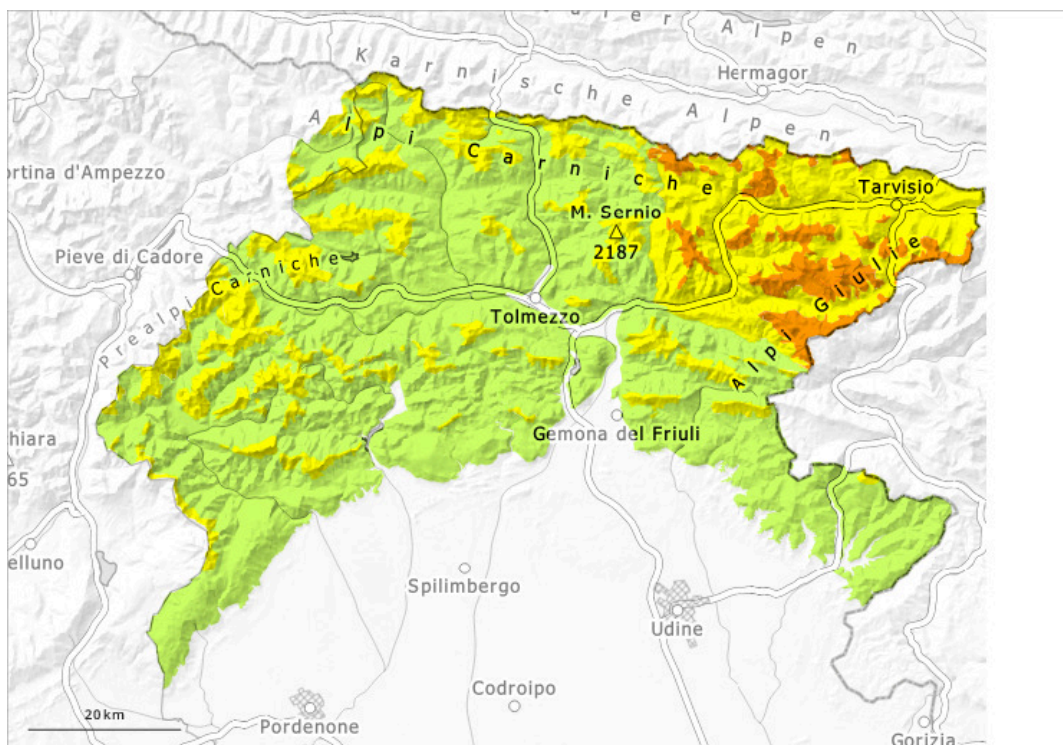 Karnische Alpen
Alpen
Hermagor
Alpi Carniche
ortina d'Ampezzo
Tarvisio
M. Sernio
2187
Pieve di Cadore
Prealpi Carniche
Alpi Giulie
Tolmezzo
hiara
65
Gemona del Friuli
elluno
Spilimbergo
Udine
Codroipo
20 km
Pordenone
Gorizia